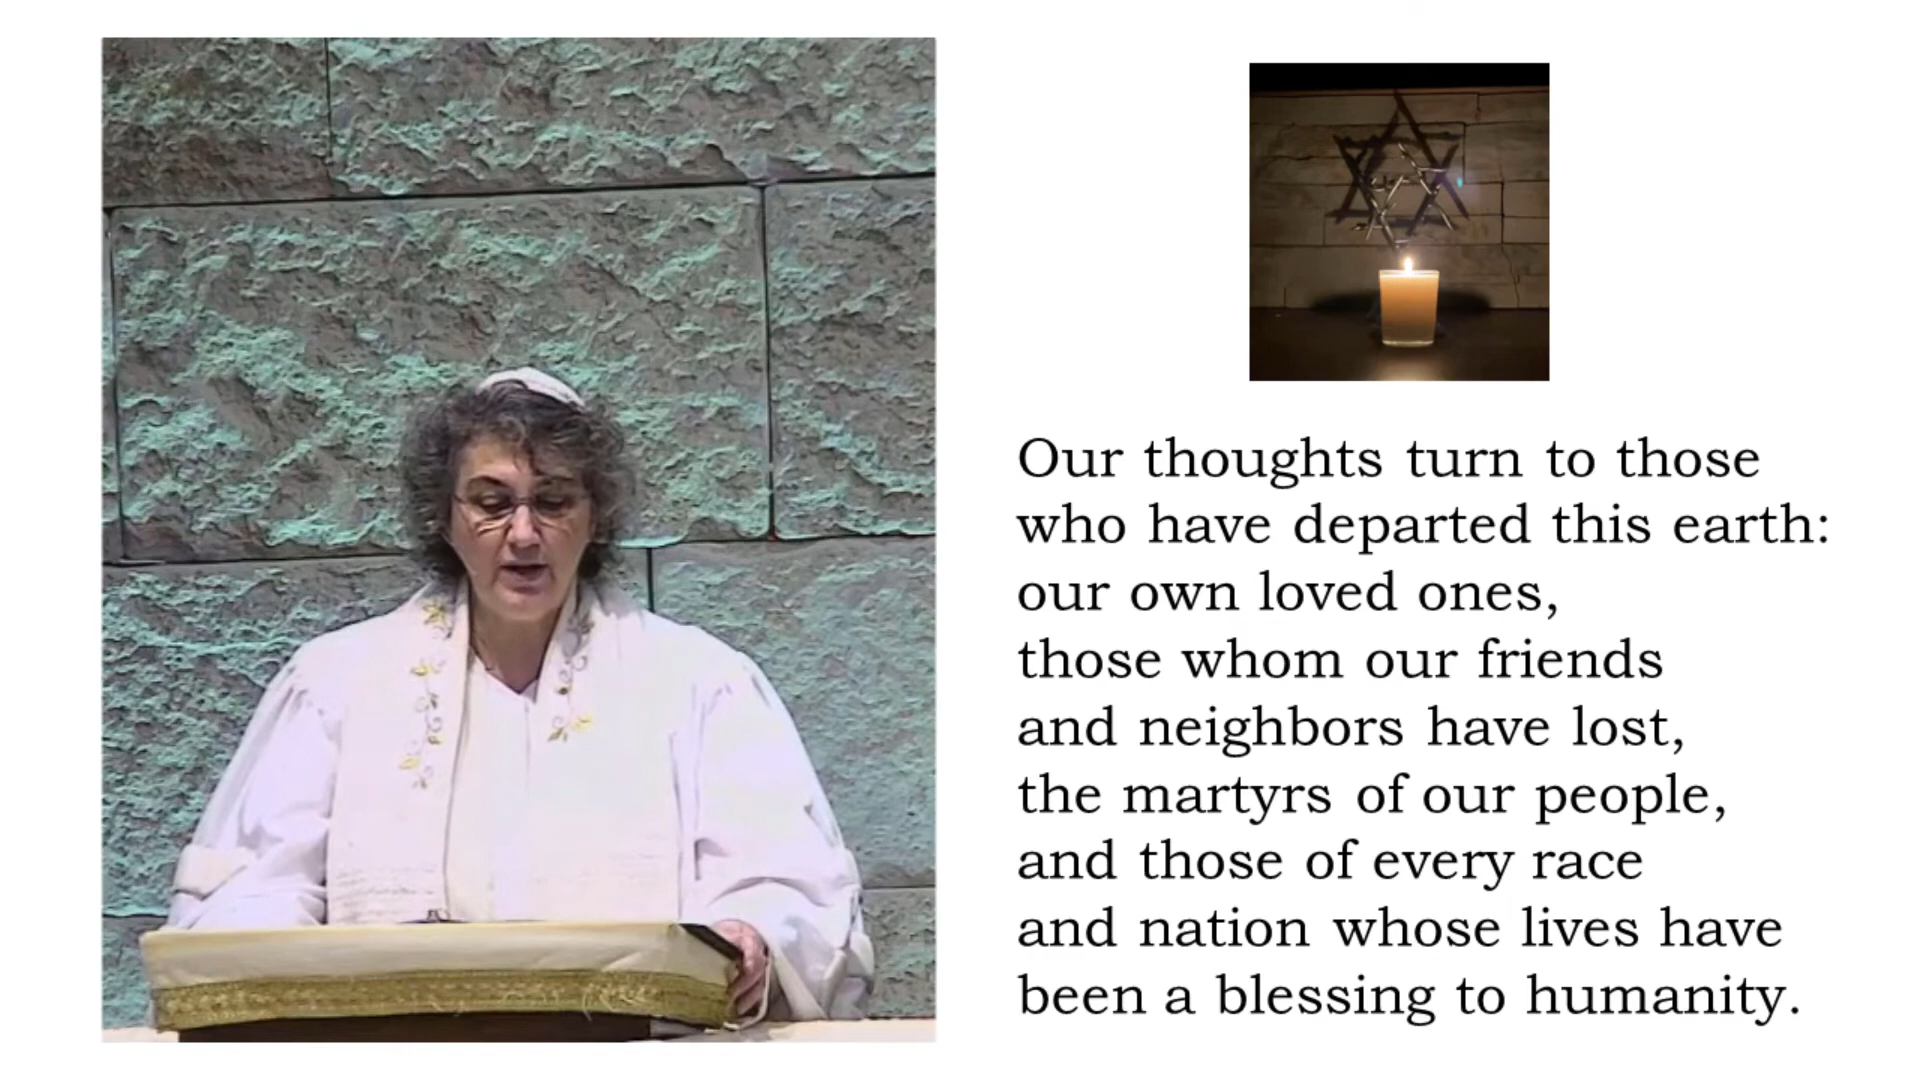 Our thoughts turn to those
who have departed this earth:
our own loved ones,
those whom our friends
and neighbors have lost,
the martyrs of our people,
and those of every race
and nation whose lives have
been a blessing to humanity.